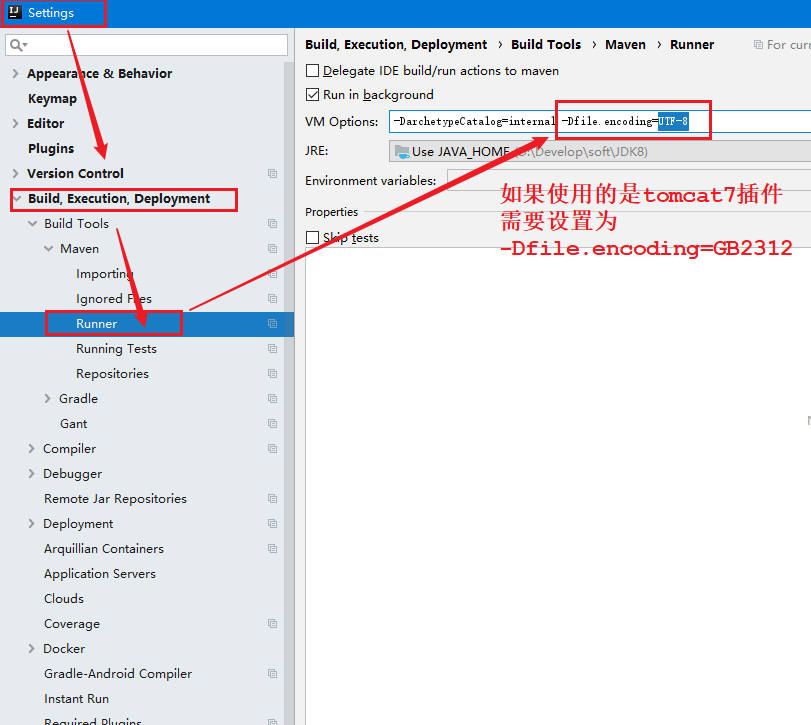 Settings
Appearance & Behavior
Keymap
Editor
Plugins
Version Control
Build, Execution, Deployment
Build Tools
Maven
Importing
Ignored Files
Runner
Running Tests
Repositories
Gradle
Gant
Compiler
Debugger
Remote Jar Repositories
Deployment
Arquillian Containers
Application Servers
Clouds
Coverage
Docker
Gradle-Android Compiler
Instant Run
Required Plugins
Build, Execution, Deployment › Build Tools › Maven › Runner For curr
Delegate IDE build/run actions to maven
Run in background
VM Options: -DarchetypeCatalog=internal -Dfile.encoding=UTF-8
JRE: Use JAVA_HOME :\Develop\soft\JDK8)
Environment variables:
Properties
Skip tests
如果使用的是tomcat7插件
需要设置为
-Dfile.encoding=GB2312